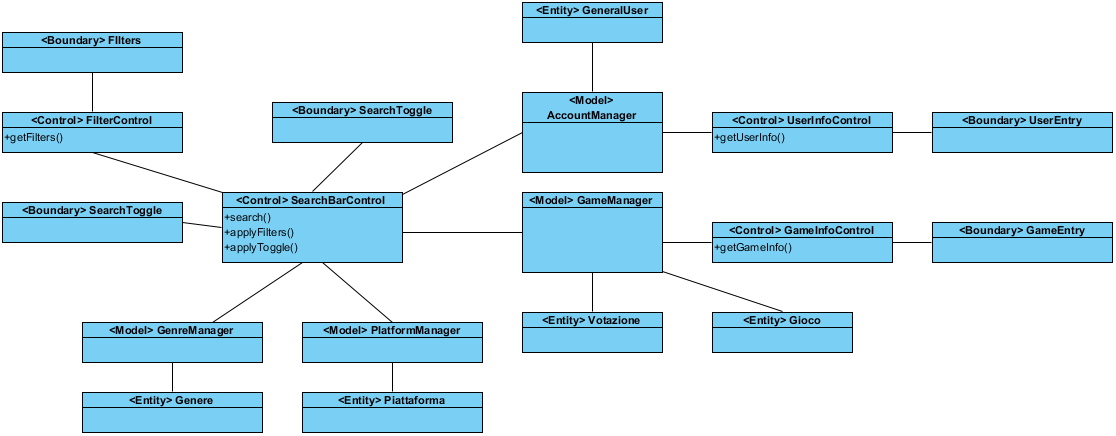 <Entity> GeneralUser
<Boundary> FIlters
<Model>
AccountManager
<Boundary> SearchToggle
<Control> FilterControl
+getFilters()
<Control> UserInfoControl
+getUserInfo()
<Boundary> UserEntry
<Control> SearchBarControl
+search()
+applyFilters()
+applyToggle()
<Boundary> SearchToggle
<Model> GameManager
<Control> GameInfoControl
+getGameInfo()
<Boundary> GameEntry
<Model> GenreManager
<Model> PlatformManager
<Entity> Votazione
<Entity> Gioco
<Entity> Genere
<Entity> Piattaforma